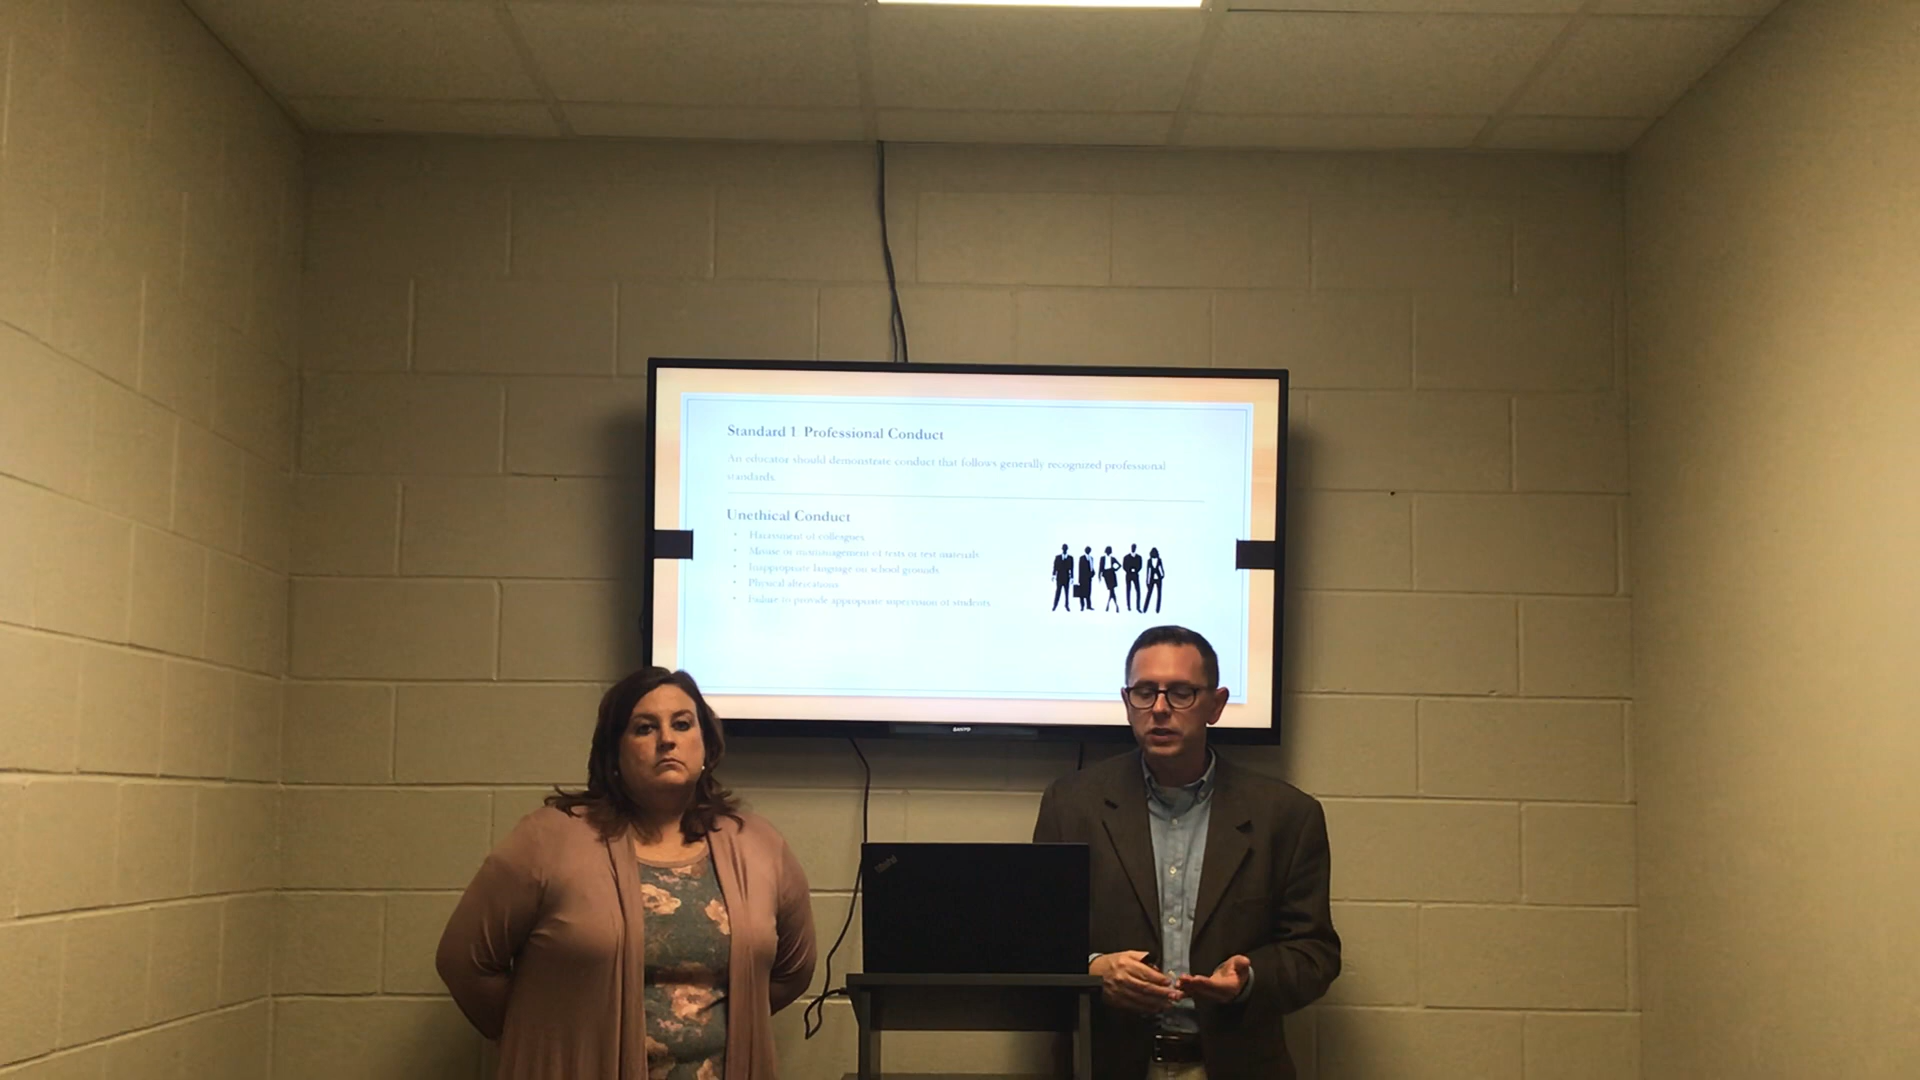 Standard 1 Professional Conduct
An educator should demonstrate conduct that follows generally recognized professional
standards.
Unethical Conduct
• Harassment of colleagues
• Misuse or mismanagement of tests or test materials
• Inappropriate language on school grounds
• Physical altercations
• Failure to provide appropriate supervision of students
SANYO
ThinkPad